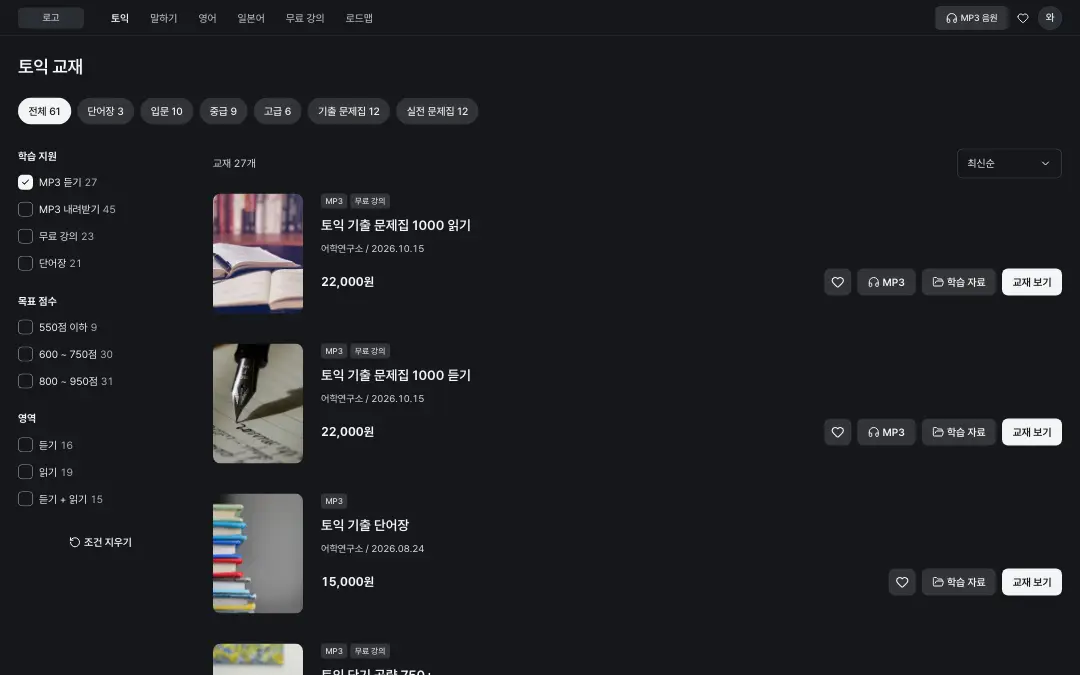 로고
토익 말하기 영어 일본어 무료 강의 로드맵
MP3 음원
와
토익 교재
전체 61
단어장 3
입문 10
중급 9
고급 6
기출 문제집 12
실전 문제집 12
학습 지원
MP3 듣기 27
MP3 내려받기 45
무료 강의 23
단어장 21
목표 점수
550점 이하 9
600 ~ 750점 30
800 ~ 950점 31
영역
듣기 16
읽기 19
듣기 + 읽기 15
조건 지우기
교재 27개
최신순
MP3 무료 강의
토익 기출 문제집 1000 읽기
어학연구소 / 2026.10.15
22,000원
MP3 학습 자료 교재 보기
MP3 무료 강의
토익 기출 문제집 1000 듣기
어학연구소 / 2026.10.15
22,000원
MP3 학습 자료 교재 보기
MP3
토익 기출 단어장
어학연구소 / 2026.08.24
15,000원
학습 자료 교재 보기
MP3 무료 강의
토익 단기 공략 750+